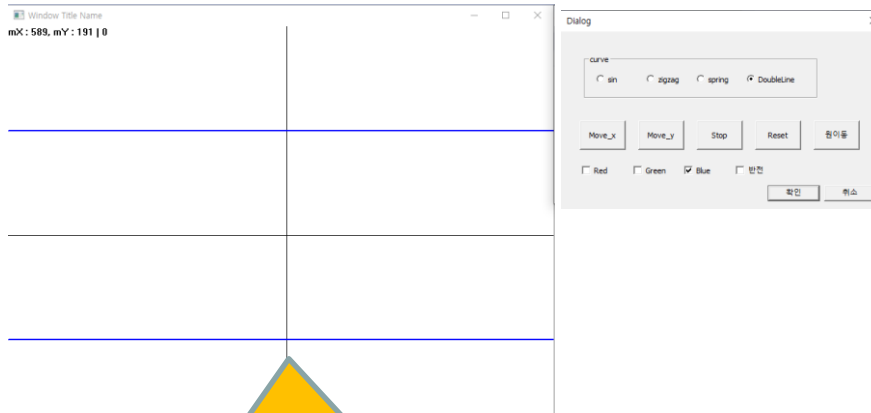 Window Title Name
mX : 589, mY : 191 | 0
Dialog
curve
sin zigzag spring DoubleLine
Move_x Move_y Stop Reset 원이동
Red Green Blue 반전
확인 취소